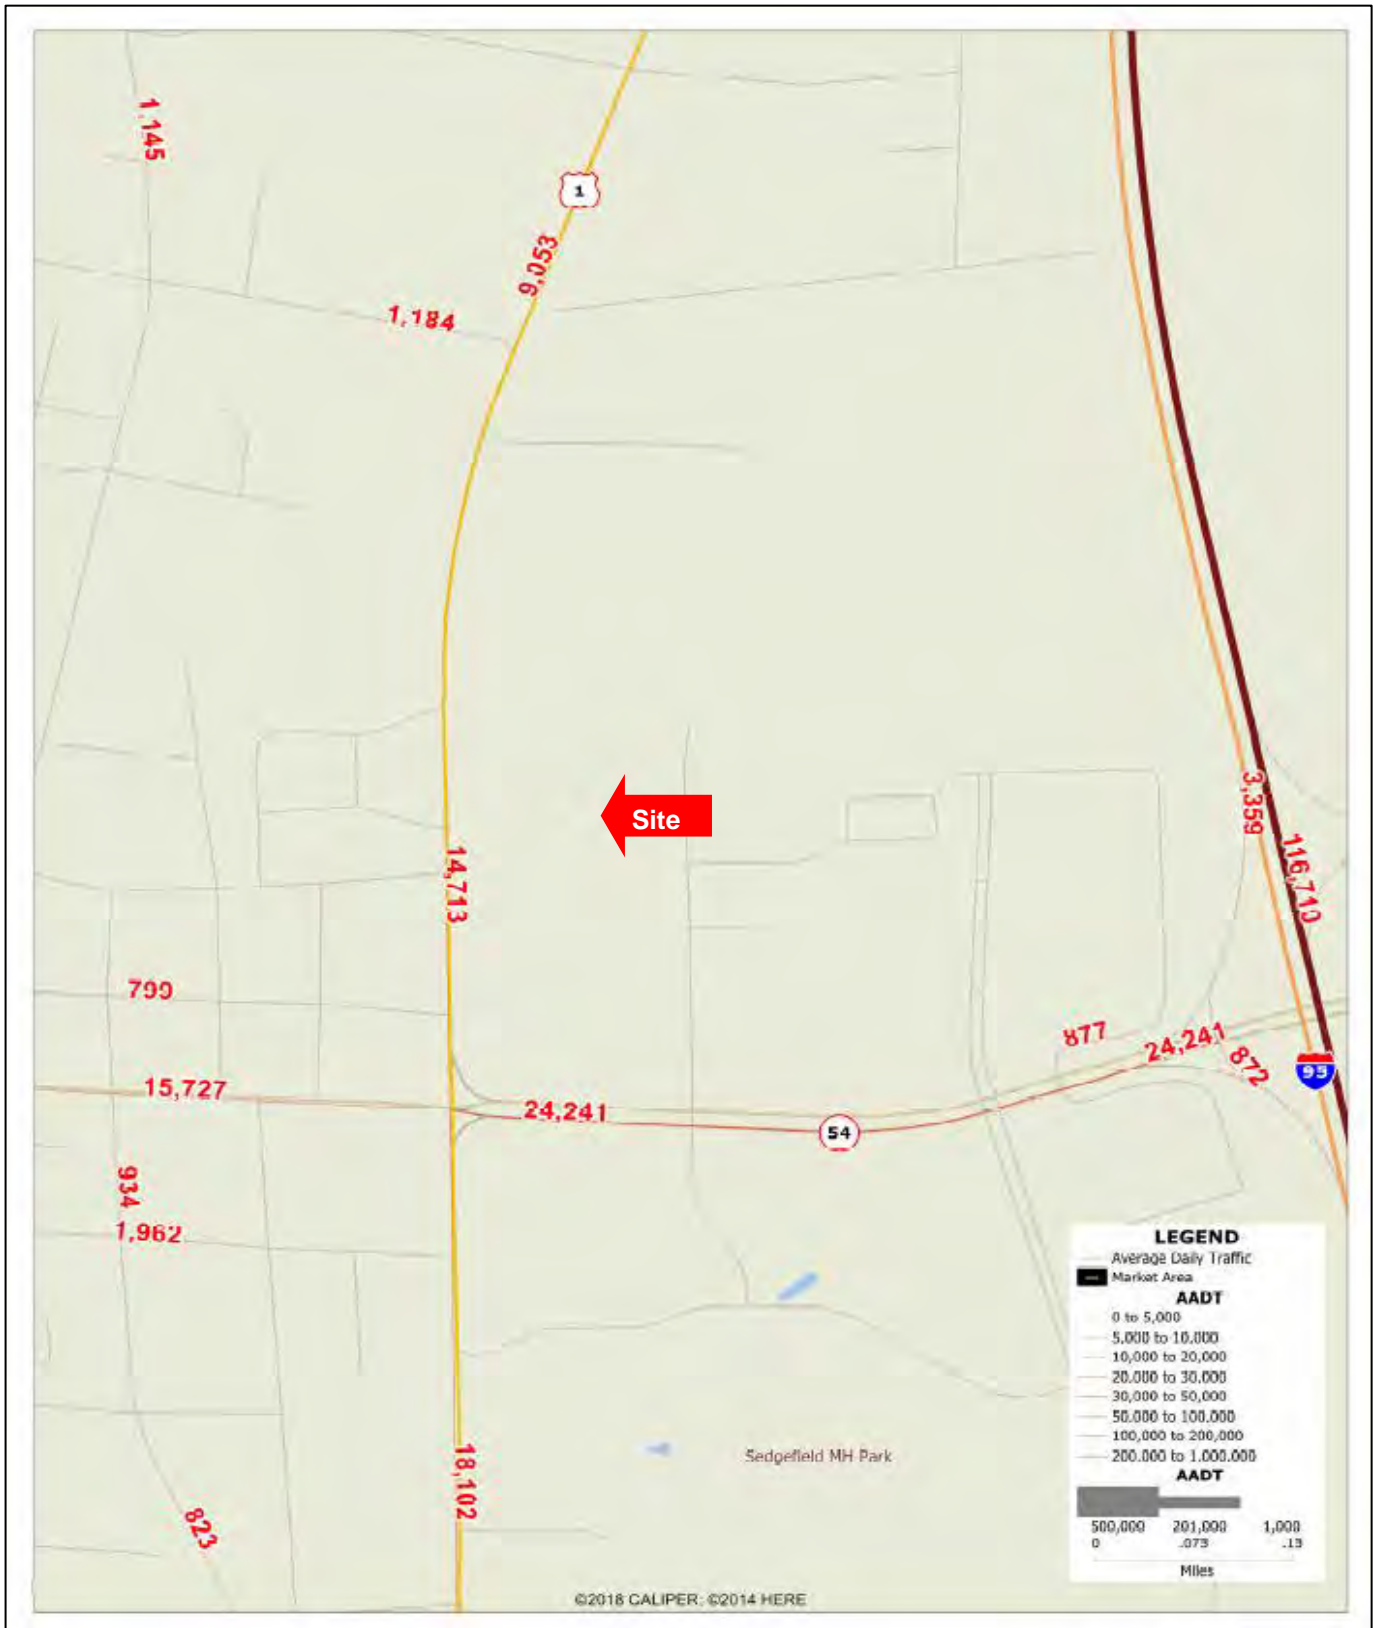 1,145
1
9,053
1,184
Site
3,359
116,710
14,713
799
877
24,241
872
95
15,727
24,241
54
934
1,962
LEGEND
Average Daily Traffic
Market Area
AADT
0 to 5,000
5,000 to 10,000
10,000 to 20,000
20,000 to 30,000
30,000 to 50,000
50,000 to 100,000
100,000 to 200,000
200,000 to 1,000,000
AADT
500,000 201,000 1,000
0 .073 .13
Miles
18,102
Sedgefield MH Park
823
©2018 CALIPER; ©2014 HERE